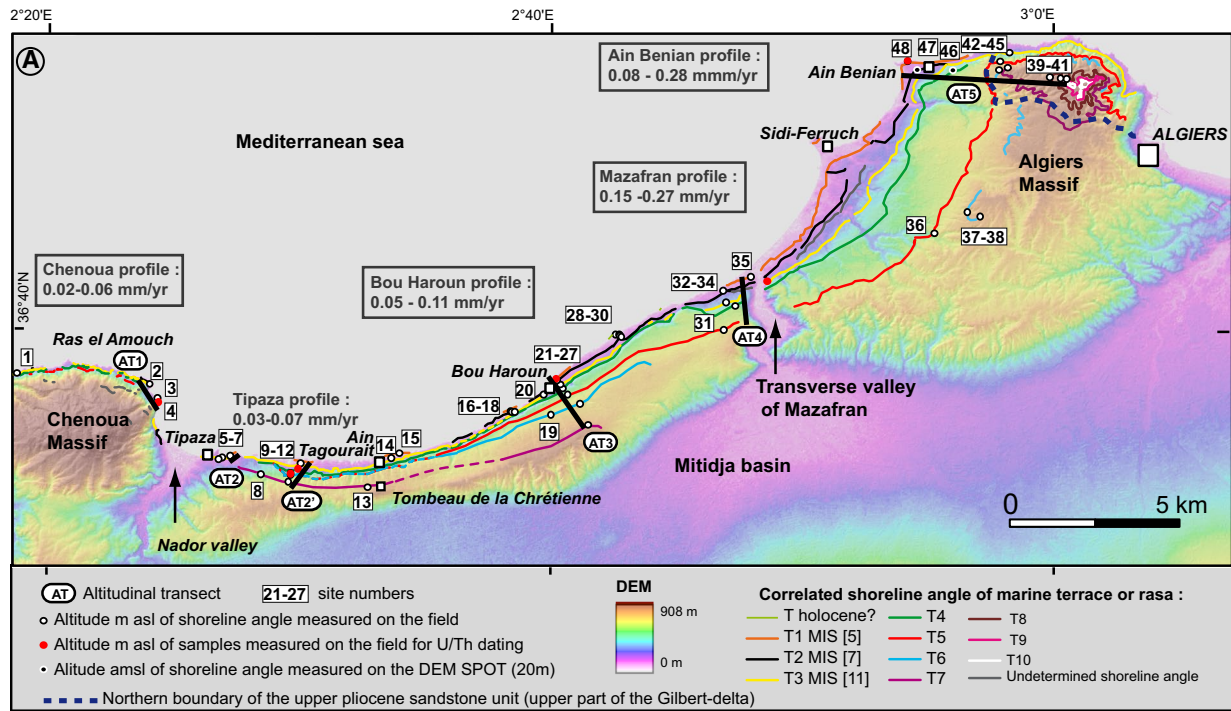 2°20'
2°40'
3°0'
A
36°40'N
Ain Benian profile :
0.08 - 0.28 mmm/yr
48
47
46
42-45
39-41
Ain Benian
AT5
Sidi-Ferruch
ALGIERS
Mediterranean sea
Algiers
Massif
Mazafran profile :
0.15 -0.27 mm/yr
36
37-38
35
Chenoua profile :
0.02-0.06 mm/yr
Bou Haroun profile :
0.05 - 0.11 mm/yr
32-34
28-30
31
AT4
Ras el Amouch
1
AT1
2
3
4
21-27
Bou Haroun
20
Transverse valley
of Mazafran
Chenoua
Massif
Tipaza profile :
0.03-0.07 mm/yr
16-18
19
AT3
Tipaza
5-7
9-12
Tagourait
Ain
14
15
Mitidja basin
AT2
8
AT2'
13
Tombeau de la Chrétienne
Nador valley
0
5 km
AT
Altitudinal transect
21-27
site numbers
Altitude m asl of shoreline angle measured on the field
Altitude m asl of samples measured on the field for U/Th dating
Alitude amsl of shoreline angle measured on the DEM SPOT (20m)
Northern boundary of the upper pliocene sandstone unit (upper part of the Gilbert-delta)
DEM
908 m
0 m
Correlated shoreline angle of marine terrace or rasa :
T holocene?
T1 MIS [5]
T2 MIS [7]
T3 MIS [11]
T4
T5
T6
T7
T8
T9
T10
Undetermined shoreline angle